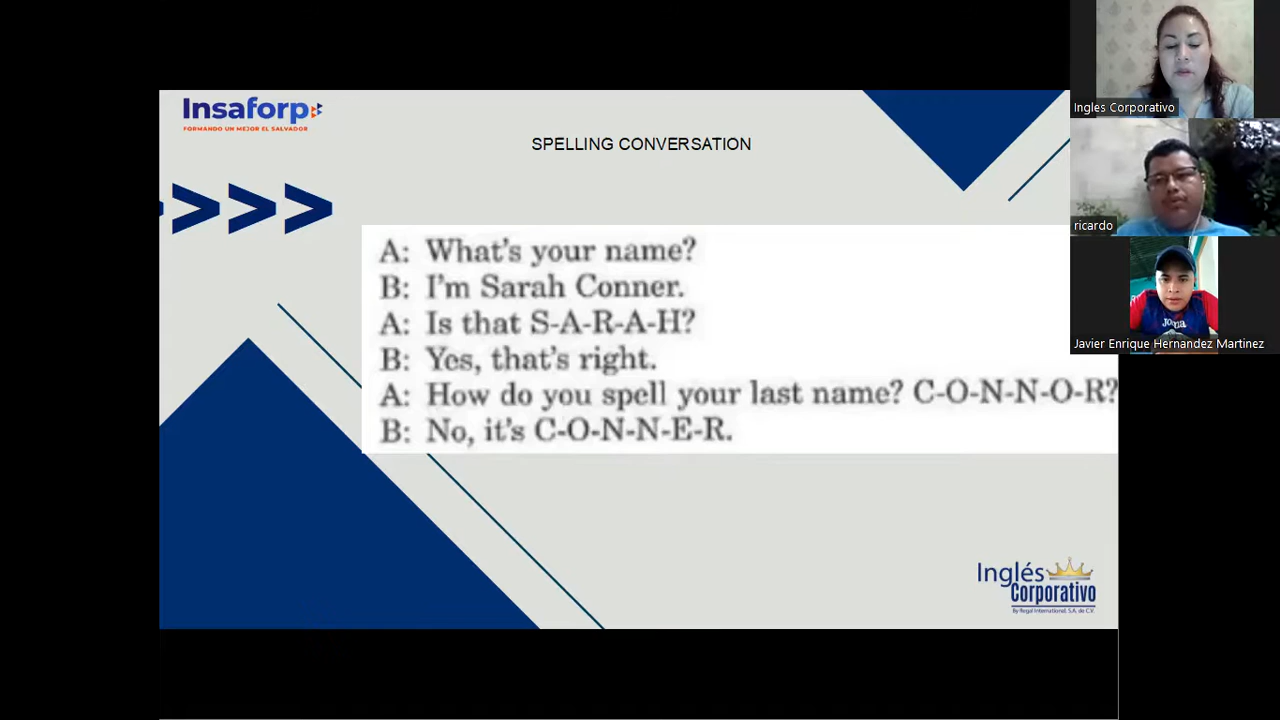 Insaforp
FORMANDO UN MEJOR EL SALVADOR
SPELLING CONVERSATION
A: What's your name?
B: I'm Sarah Conner.
A: Is that S-A-R-A-H?
B: Yes, that's right.
A: How do you spell your last name? C-O-N-N-O-R?
B: No, it's C-O-N-N-E-R.
Inglés
Corporativo
By Regal International, S.A. de C.V.
Ingles Corporativo
ricardo
Javier Enrique Hernandez Martinez